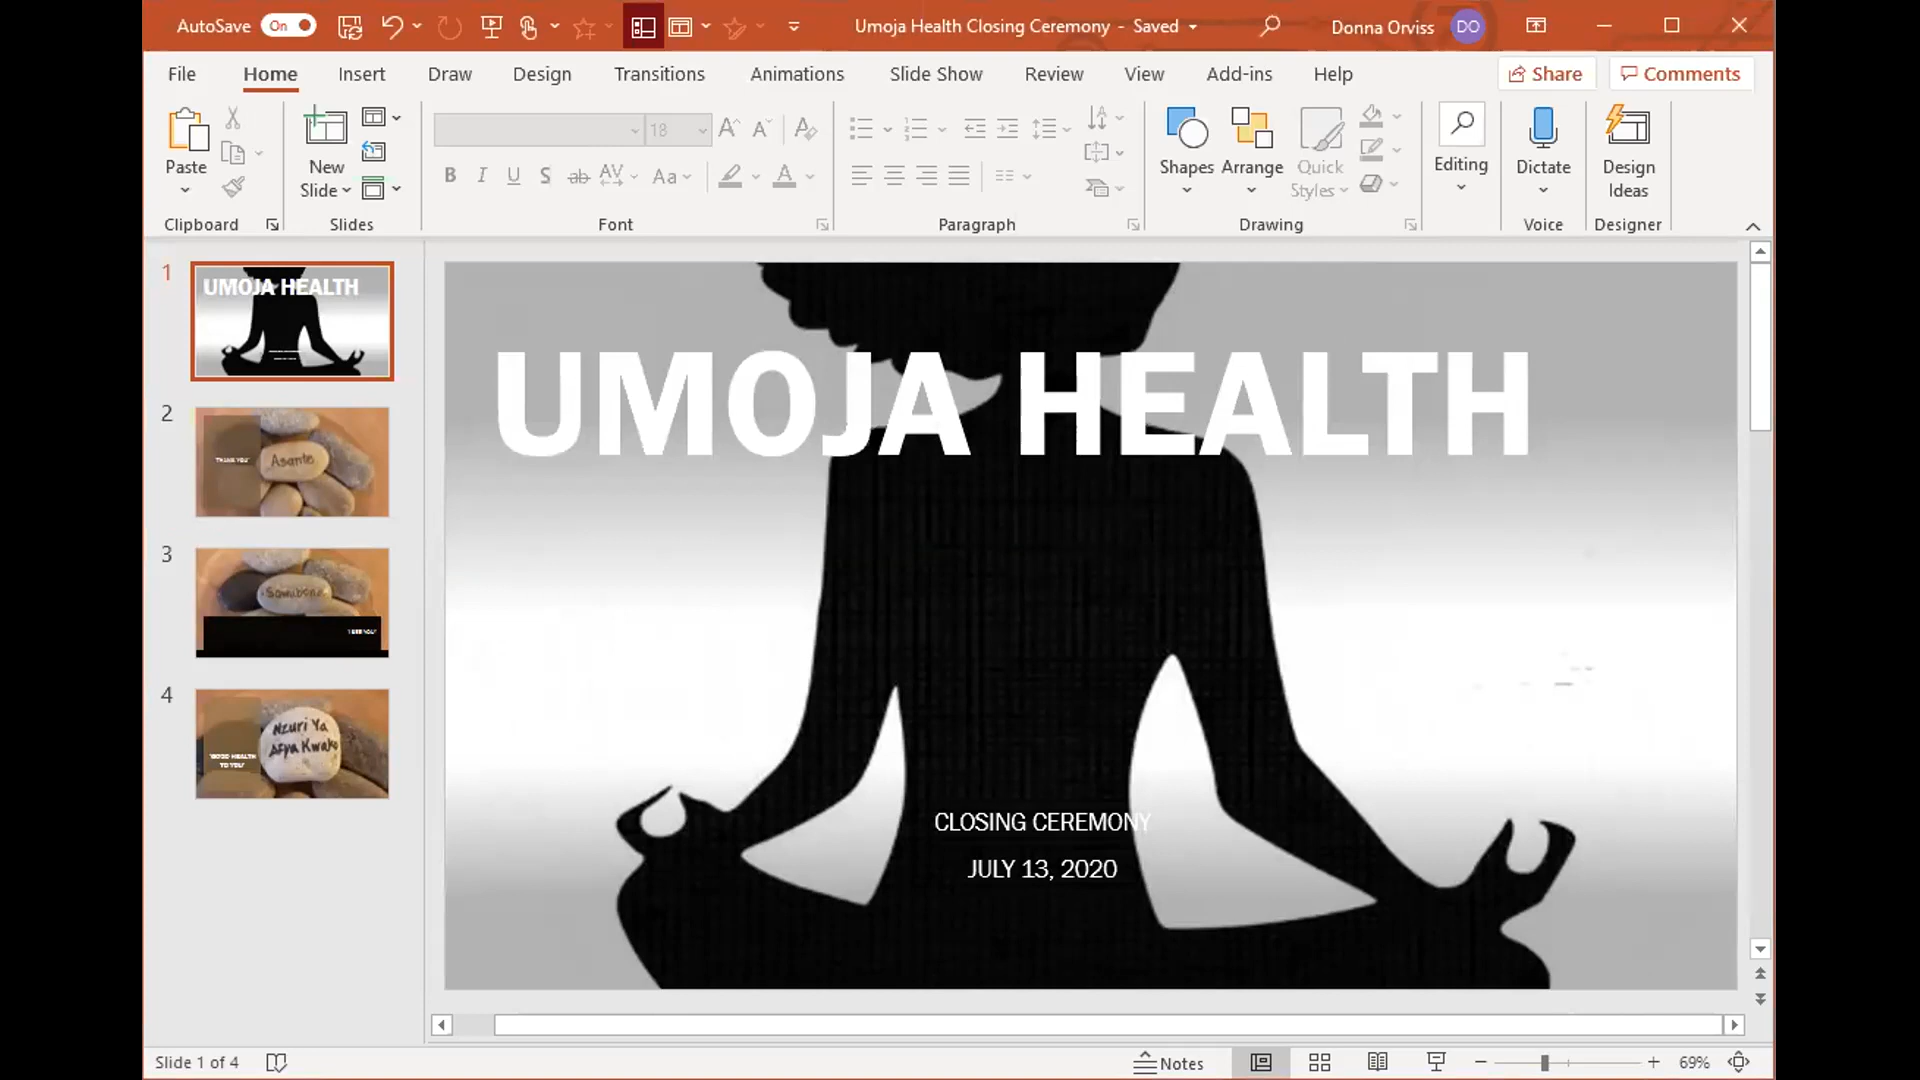 AutoSave On Umoja Health Closing Ceremony - Saved Donna Orviss DO
File Home Insert Draw Design Transitions Animations Slide Show Review View Add-ins Help Share Comments
18
Paste New Slide Shapes Arrange Quick Styles Editing Dictate Design Ideas
Clipboard Slides Font Paragraph Drawing Voice Designer
1
UMOJA HEALTH
2
Asante
3
4
Nzuri Ya
Afya Kwako
UMOJA HEALTH
CLOSING CEREMONY
JULY 13, 2020
Slide 1 of 4 Notes 69%